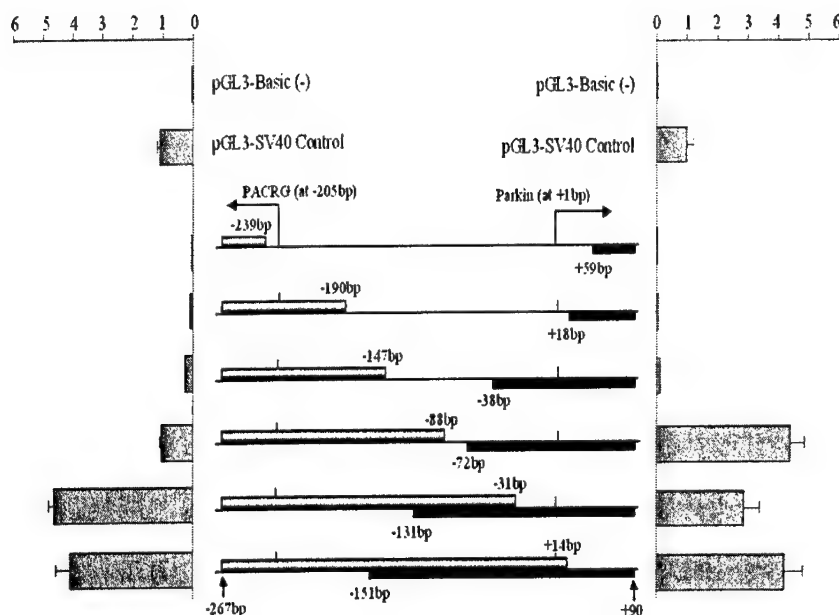 6 5 4 3 2 1 0
0 1 2 3 4 5 6
pGL3-Basic (-)
pGL3-Basic (-)
pGL3-SV40 Control
pGL3-SV40 Control
PACRG (at -205bp)
Parkin (at +1bp)
-239bp
+59bp
-190bp
+18bp
-147bp
-38bp
-88bp
-72bp
-31bp
-131bp
+14bp
-151bp
-267bp
+90